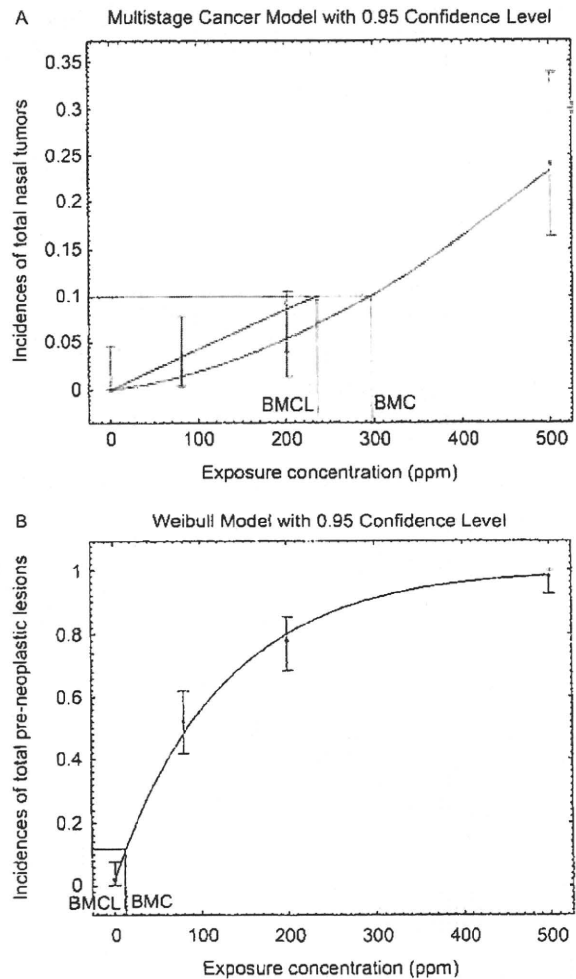 A
Multistage Cancer Model with 0.95 Confidence Level
Incidences of total nasal tumors
0.35
0.3
0.25
0.2
0.15
0.1
0.05
0
BMCL
BMC
0
100
200
300
400
500
Exposure concentration (ppm)
B
Weibull Model with 0.95 Confidence Level
Incidences of total pre-neoplastic lesions
1
0.8
0.6
0.4
0.2
0
BMCL
BMC
0
100
200
300
400
500
Exposure concentration (ppm)